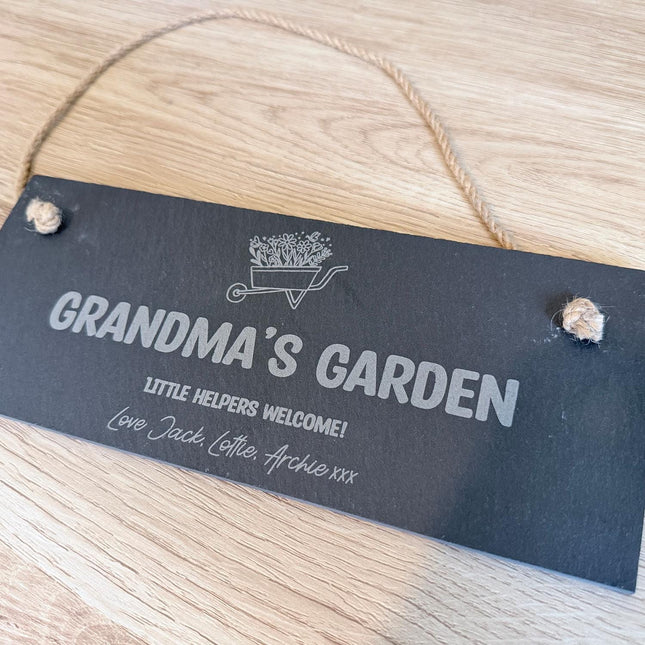 GRANDMA'S GARDEN
LITTLE HELPERS WELCOME!
Love Jack, Lottie, Archie xxx